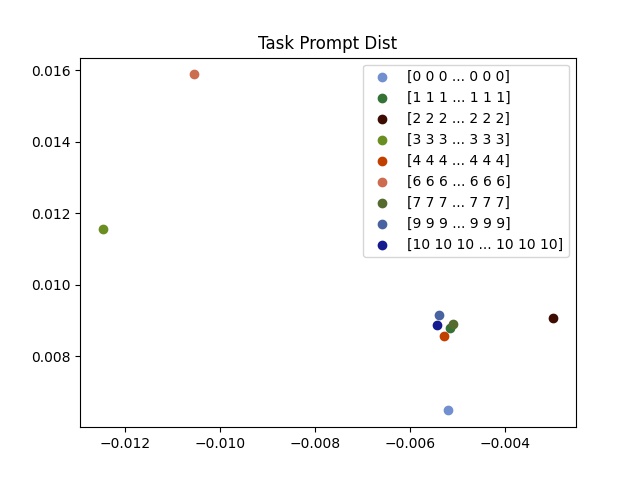 Task Prompt Dist
[0 0 0 ... 0 0 0]
[1 1 1 ... 1 1 1]
[2 2 2 ... 2 2 2]
[3 3 3 ... 3 3 3]
[4 4 4 ... 4 4 4]
[6 6 6 ... 6 6 6]
[7 7 7 ... 7 7 7]
[9 9 9 ... 9 9 9]
[10 10 10 ... 10 10 10]
0.016
0.014
0.012
0.010
0.008
−0.012 −0.010 −0.008 −0.006 −0.004